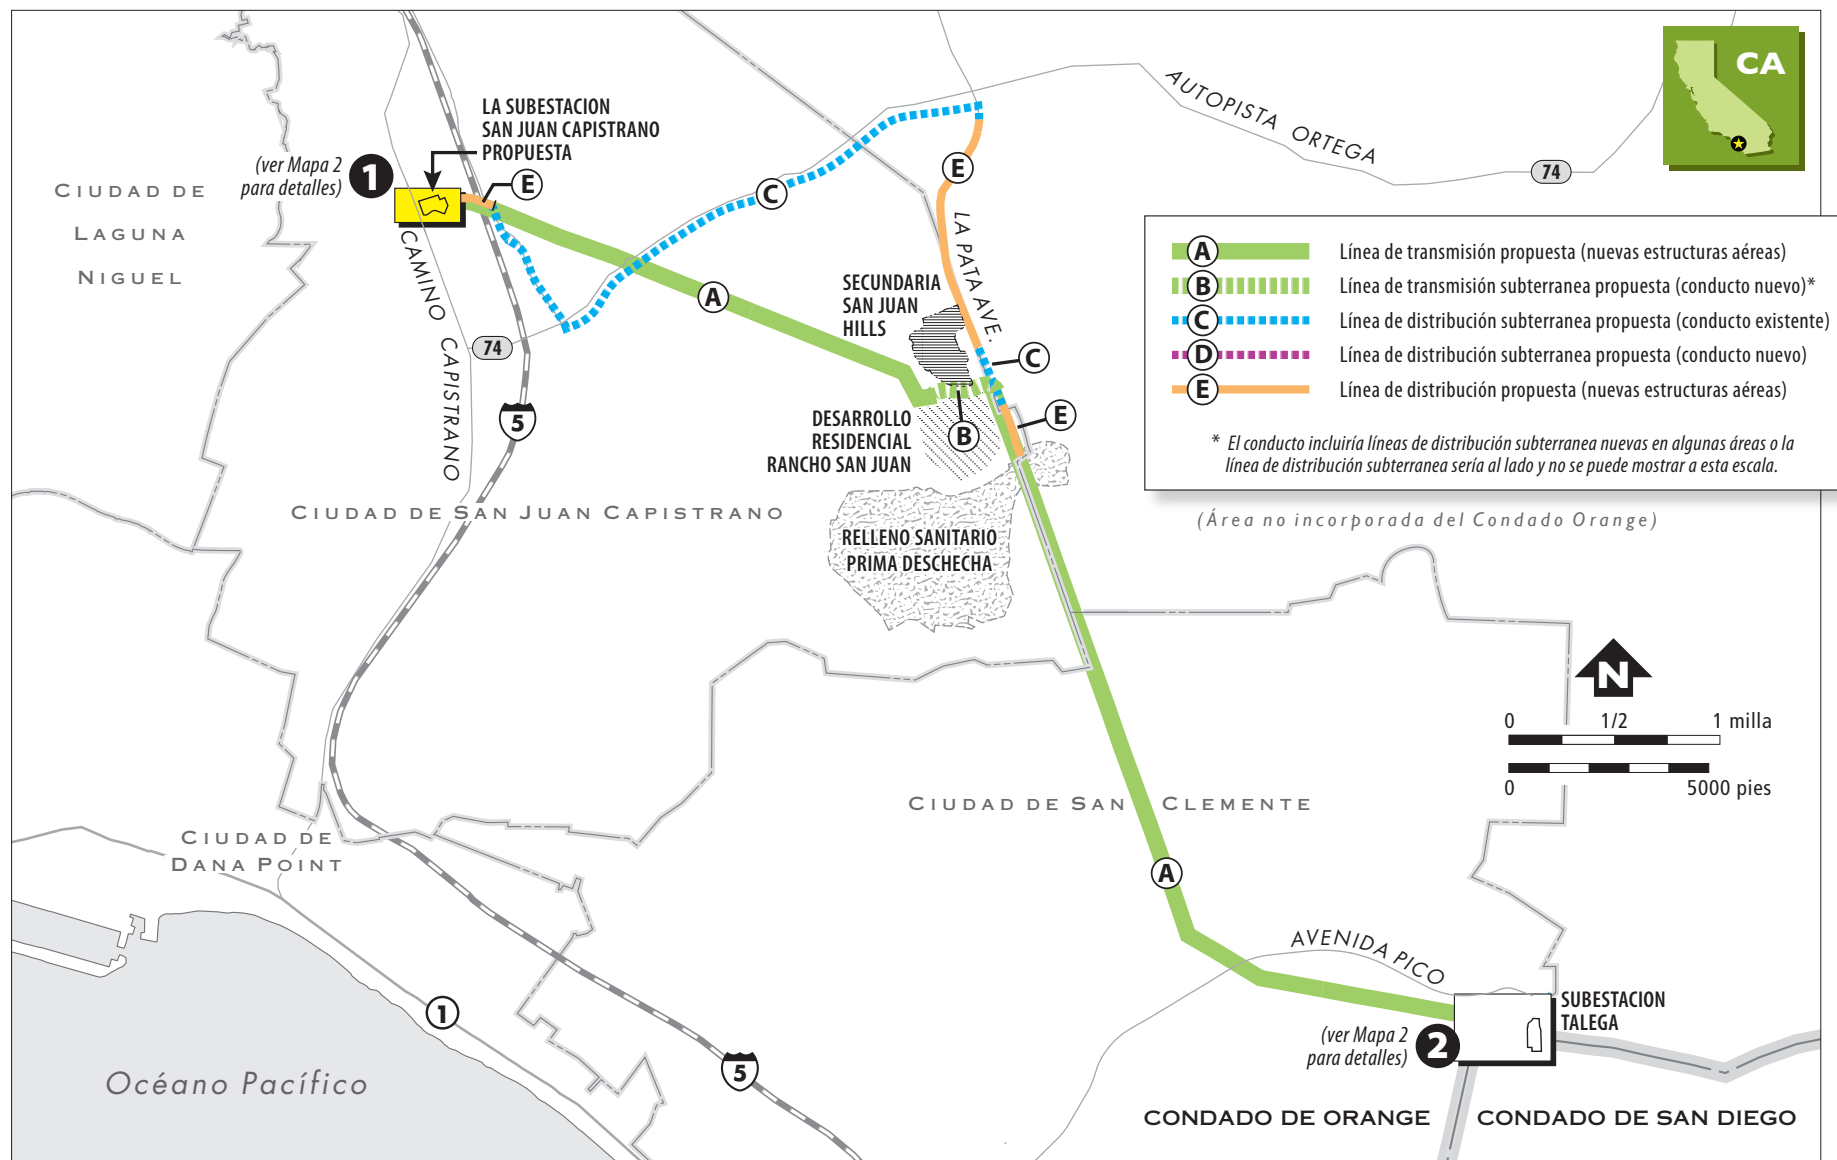 CA
AUTOPISTA ORTEGA
74
LA SUBESTACION
SAN JUAN CAPISTRANO
PROPUESTA
(ver Mapa 2
para detalles)
1
E
C
E
CIUDAD DE
LAGUNA
NIGUEL
CAMINO CAPISTRANO
LA PATA AVE.
A Línea de transmisión propuesta (nuevas estructuras aéreas)
B Línea de transmisión subterranea propuesta (conducto nuevo)*
C Línea de distribución subterranea propuesta (conducto existente)
D Línea de distribución subterranea propuesta (conducto nuevo)
E Línea de distribución propuesta (nuevas estructuras aéreas)
* El conducto incluiría líneas de distribución subterranea nuevas en algunas áreas o la
línea de distribución subterranea sería al lado y no se puede mostrar a esta escala.
SECUNDARIA
SAN JUAN
HILLS
A
74
C
5
E
B
DESARROLLO
RESIDENCIAL
RANCHO SAN JUAN
CIUDAD DE SAN JUAN CAPISTRANO
(Área no incorporada del Condado Orange)
RELLENO SANITARIO
PRIMA DESCHECHA
N
0 1/2 1 milla
0 5000 pies
CIUDAD DE SAN CLEMENTE
CIUDAD DE
DANA POINT
A
AVENIDA PICO
SUBESTACION
TALEGA
(ver Mapa 2
para detalles)
2
1
5
Océano Pacífico
CONDADO DE ORANGE
CONDADO DE SAN DIEGO